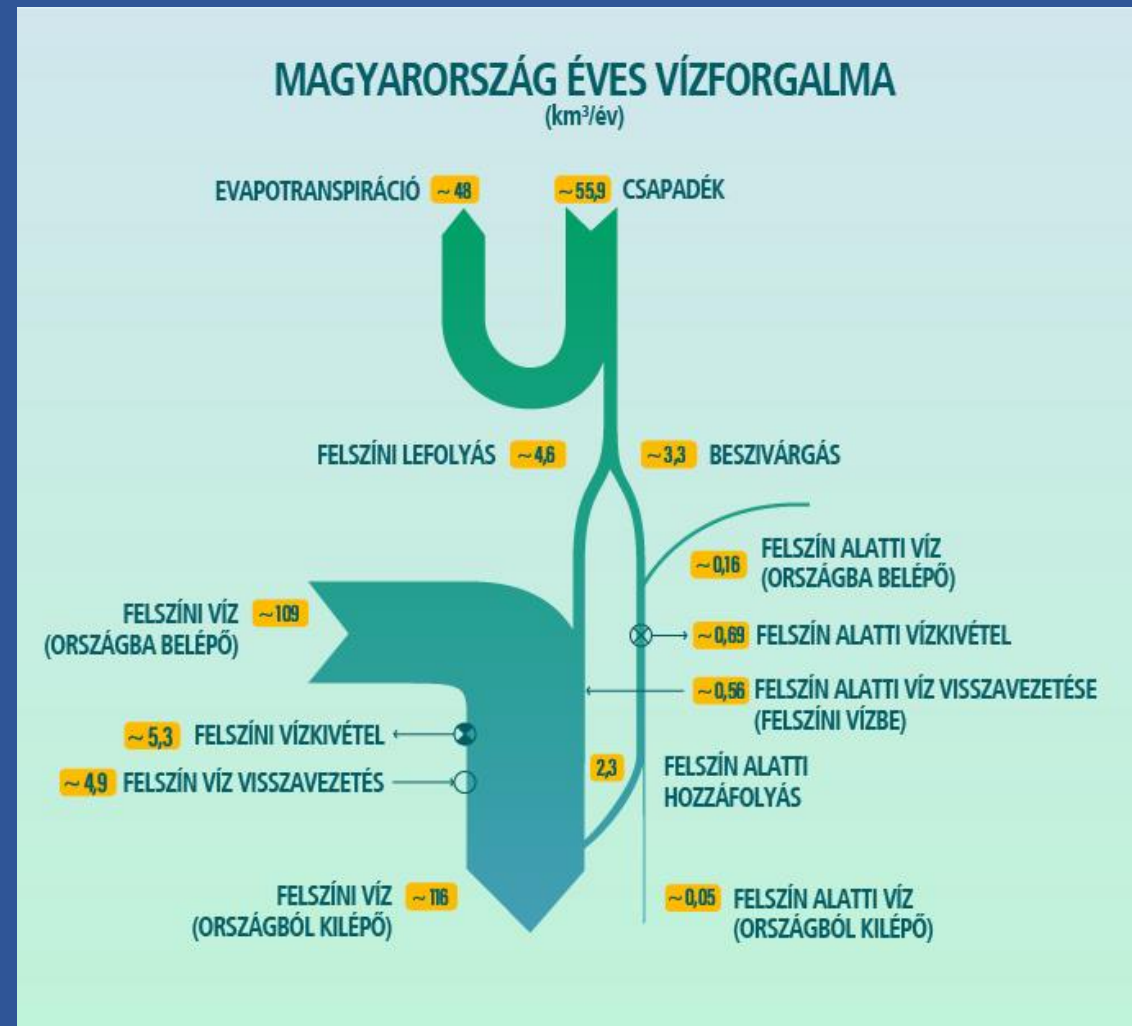 MAGYARORSZÁG ÉVES VÍZFORGALMA
(km³/év)
EVAPOTRANSPIRÁCIÓ ~48
~55,9 CSAPADÉK
FELSZÍNI LEFOLYÁS ~4,6
~3,3 BESZIVÁRGÁS
~0,16 FELSZÍN ALATTI VÍZ
(ORSZÁGBA BELÉPŐ)
FELSZÍNI VÍZ ~109
(ORSZÁGBA BELÉPŐ)
~0,69 FELSZÍN ALATTI VÍZKIVÉTEL
~0,56 FELSZÍN ALATTI VÍZ VISSZAVEZETÉSE
(FELSZÍNI VÍZBE)
~5,3 FELSZÍNI VÍZKIVÉTEL
~4,9 FELSZÍN VÍZ VISSZAVEZETÉS
2,3 FELSZÍN ALATTI
HOZZÁFOLYÁS
FELSZÍNI VÍZ ~116
(ORSZÁGBÓL KILÉPŐ)
~0,05 FELSZÍN ALATTI VÍZ
(ORSZÁGBÓL KILÉPŐ)